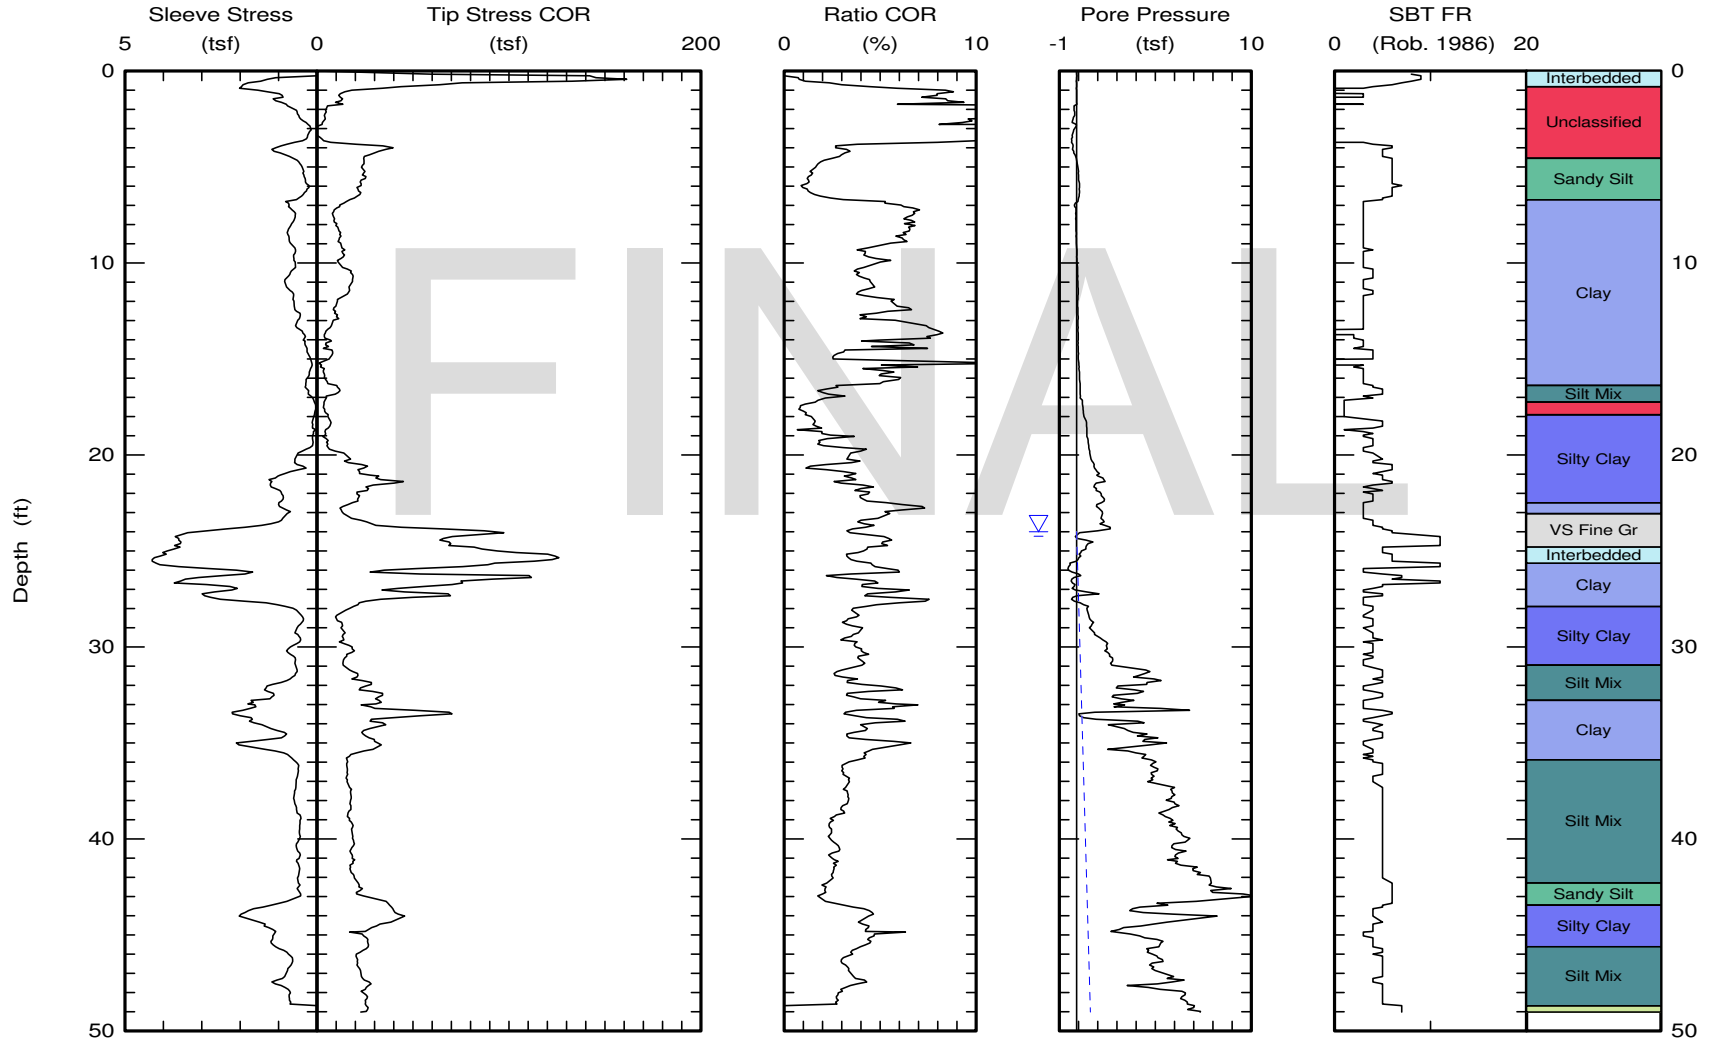 Sleeve Stress Tip Stress COR Ratio COR Pore Pressure SBT FR
5 (tsf) 0 (tsf) 200 0 (%) 10 -1 (tsf) 10 0 (Rob. 1986) 20
0 0
Interbedded
Unclassified
Sandy Silt
10 10
Clay
Silt Mix
20 20
Silty Clay
VS Fine Gr
Interbedded
Clay
Silty Clay
30 30
Silt Mix
Clay
Silt Mix
40 40
Sandy Silt
Silty Clay
Silt Mix
50 50
Depth (ft)
FINAL